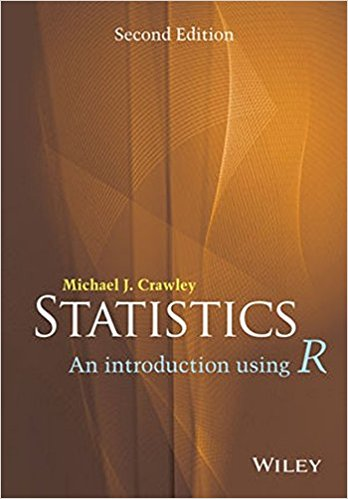 Second Edition
Michael J. Crawley
STATISTICS
An introduction using R
WILEY